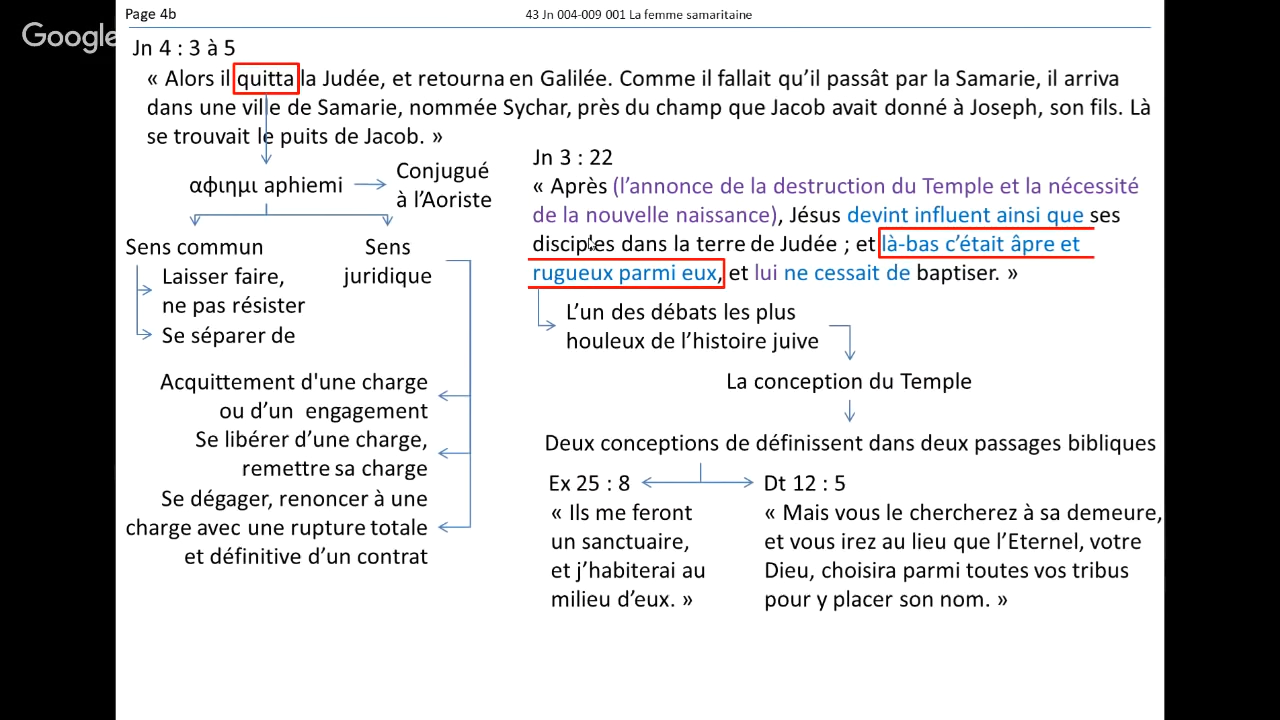 Page 4b
43 Jn 004-009 001 La femme samaritaine
Google
Jn 4 : 3 à 5
« Alors il quitta la Judée, et retourna en Galilée. Comme il fallait qu’il passât par la Samarie, il arriva
dans une ville de Samarie, nommée Sychar, près du champ que Jacob avait donné à Joseph, son fils. Là
se trouvait le puits de Jacob. »
αφιημι aphiemi
Conjugué
à l’Aoriste
Sens commun
Laisser faire,
ne pas résister
Se séparer de
Sens
juridique
Acquittement d'une charge
ou d’un engagement
Se libérer d’une charge,
remettre sa charge
Se dégager, renoncer à une
charge avec une rupture totale
et définitive d’un contrat
Jn 3 : 22
« Après (l’annonce de la destruction du Temple et la nécessité
de la nouvelle naissance), Jésus devint influent ainsi que ses
disciples dans la terre de Judée ; et là-bas c’était âpre et
rugueux parmi eux, et lui ne cessait de baptiser. »
L’un des débats les plus
houleux de l’histoire juive
La conception du Temple
Deux conceptions de définissent dans deux passages bibliques
Ex 25 : 8
« Ils me feront
un sanctuaire,
et j’habiterai au
milieu d’eux. »
Dt 12 : 5
« Mais vous le chercherez à sa demeure,
et vous irez au lieu que l’Eternel, votre
Dieu, choisira parmi toutes vos tribus
pour y placer son nom. »